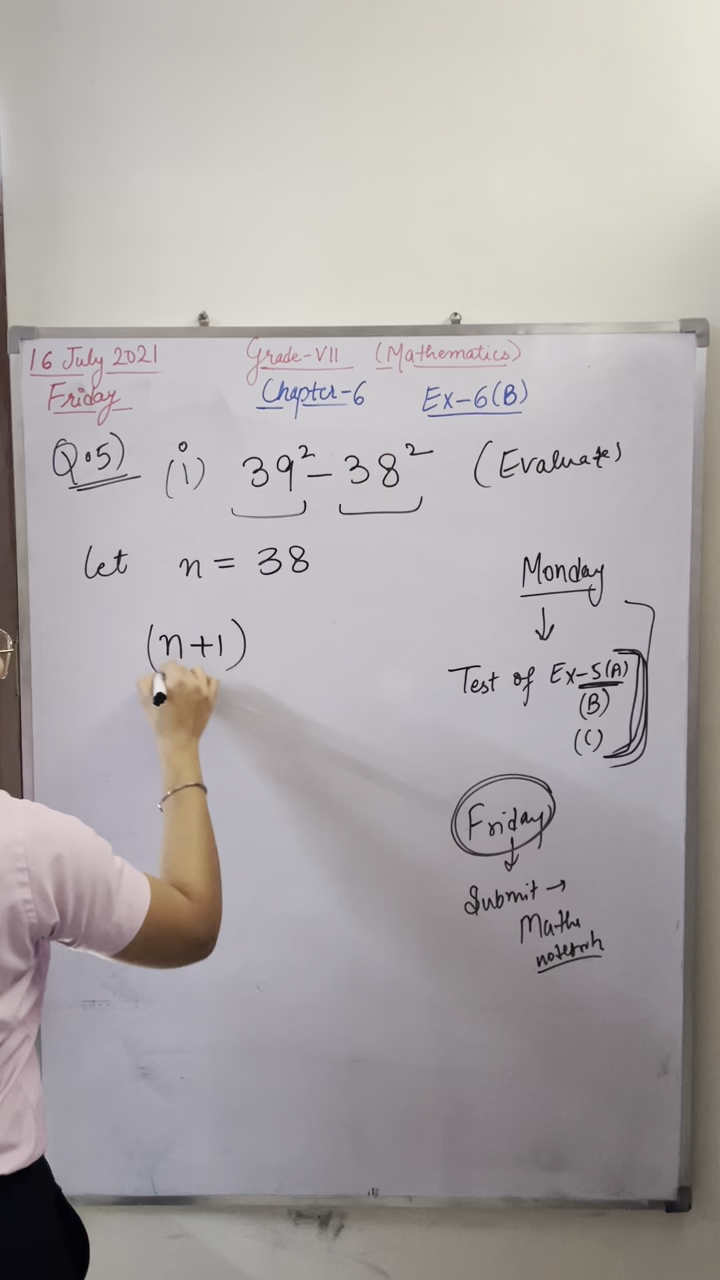 16 July 2021 Grade-VII (Mathematics)
Friday Chapter-6 Ex-6(B)
Q.5) (i) 39² - 38² (Evaluate)
let n = 38
(n+1)
Monday
↓
Test of Ex-5(A)
(B)
(C)
Friday
↓
Submit →
Maths